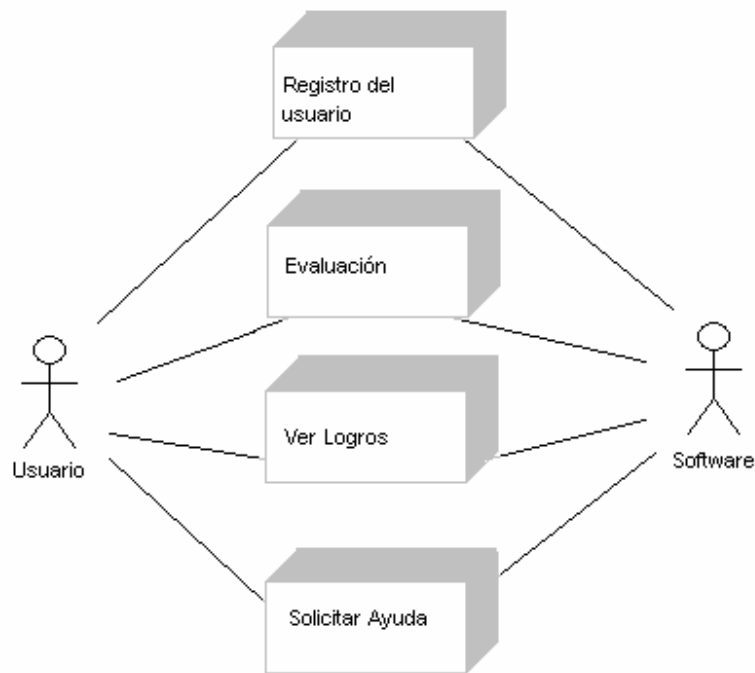 Registro del
usuario
Evaluación
Ver Logros
Usuario
Software
Solicitar Ayuda